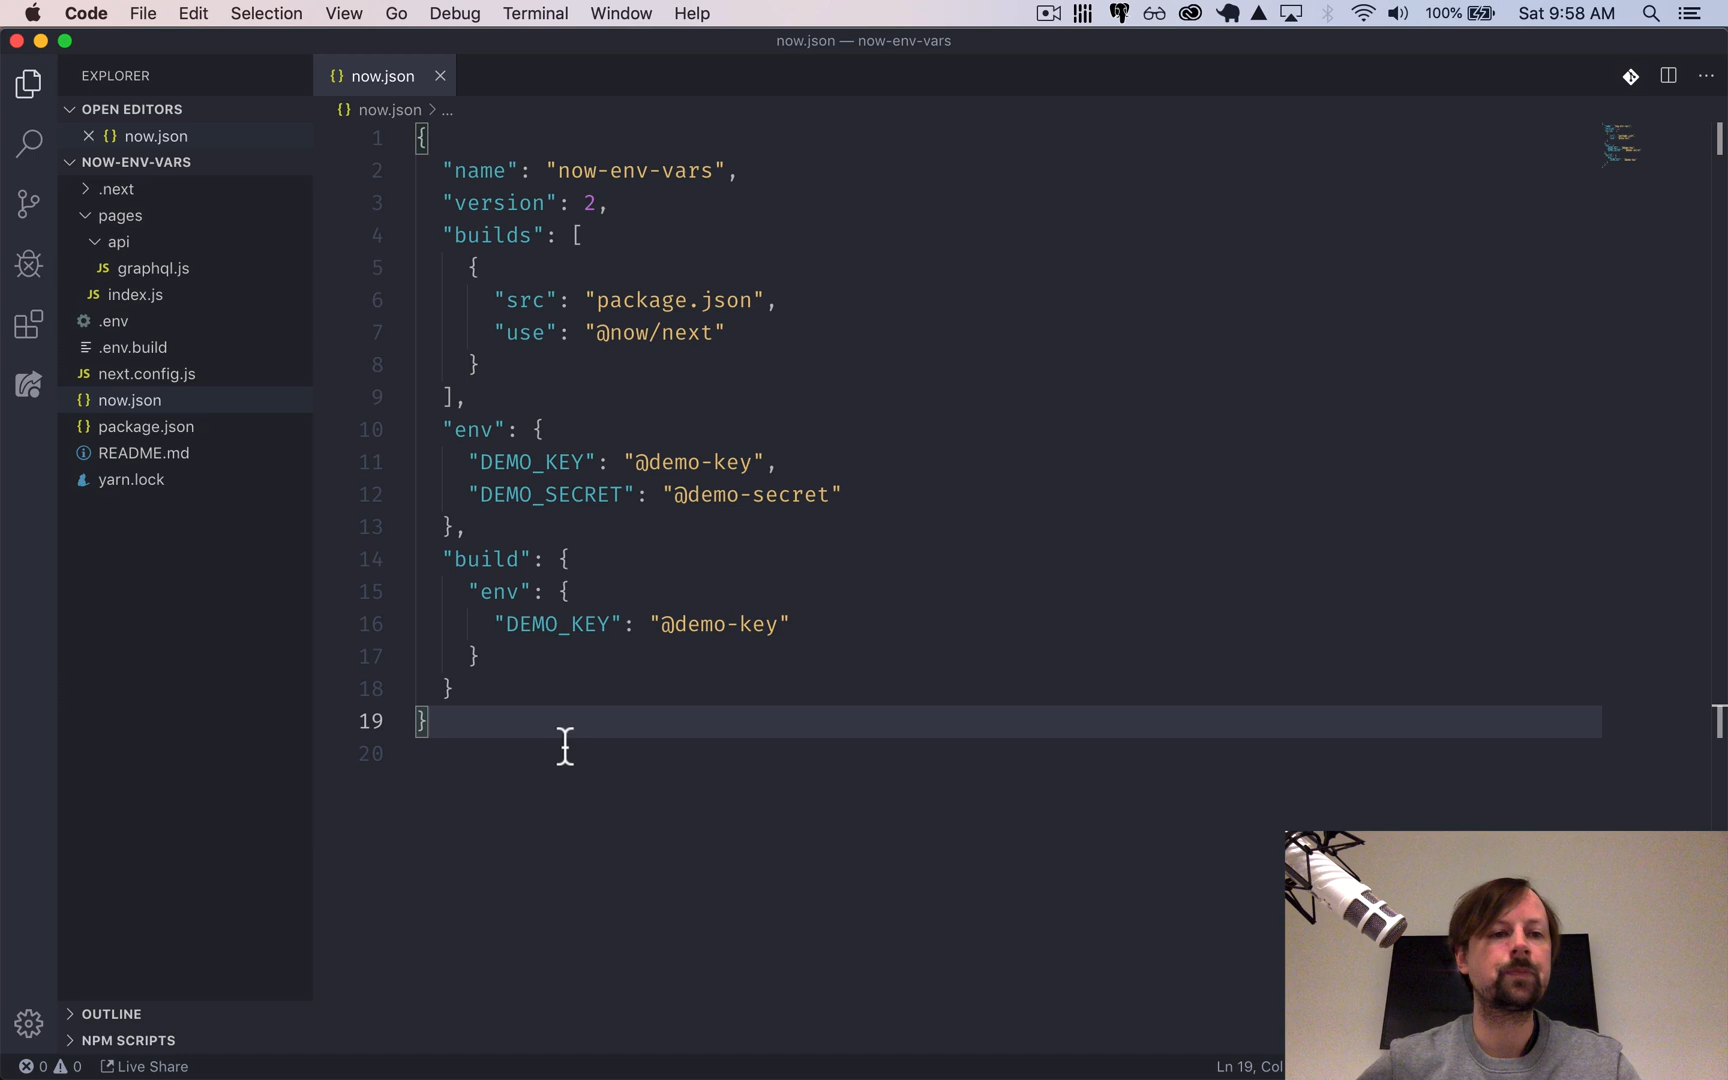 Code File Edit Selection View Go Debug Terminal Window Help 100% Sat 9:58 AM
now.json — now-env-vars
EXPLORER
OPEN EDITORS
now.json
NOW-ENV-VARS
.next
pages
api
JS graphql.js
JS index.js
.env
.env.build
JS next.config.js
{} now.json
{} package.json
README.md
yarn.lock
OUTLINE
NPM SCRIPTS
{} now.json
{} now.json > ...
1 {
2 "name": "now-env-vars",
3 "version": 2,
4 "builds": [
5 {
6 "src": "package.json",
7 "use": "@now/next"
8 }
9 ],
10 "env": {
11 "DEMO_KEY": "@demo-key",
12 "DEMO_SECRET": "@demo-secret"
13 },
14 "build": {
15 "env": {
16 "DEMO_KEY": "@demo-key"
17 }
18 }
19 }
20
0 0 Live Share Ln 19, Col